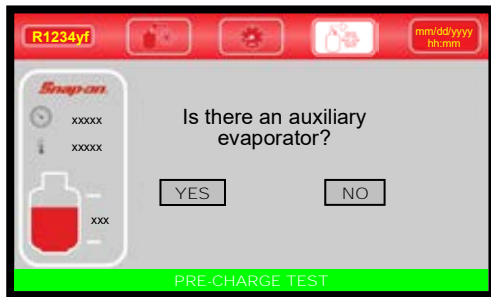 R1234yf
mm/dd/yyyy
hh:mm
Snap-on
xxxxx
xxxxx
xxx
Is there an auxiliary
evaporator?
YES
NO
PRE-CHARGE TEST